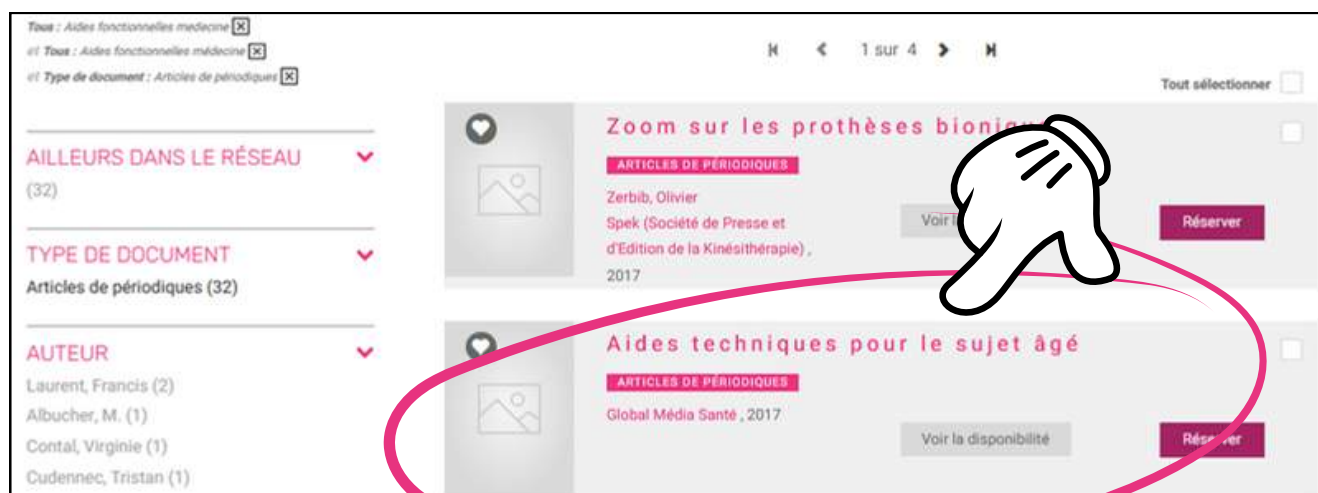 Tous : Aides fonctionnelles medecine
et Tous : Aides fonctionnelles médecine
et Type de document : Articles de périodiques
1 sur 4
Tout sélectionner
AILLEURS DANS LE RÉSEAU
(32)
TYPE DE DOCUMENT
Articles de périodiques (32)
AUTEUR
Laurent, Francis (2)
Albucher, M. (1)
Contal, Virginie (1)
Cudennec, Tristan (1)
Zoom sur les prothèses
ARTICLES DE PÉRIODIQUES
Zerbib, Olivier
Spek (Société de Presse et
d'Edition de la Kinésithérapie) ,
2017
Voir
Réserver
Aides techniques pour le sujet âgé
ARTICLES DE PÉRIODIQUES
Global Média Santé , 2017
Voir la disponibilité
Réserver